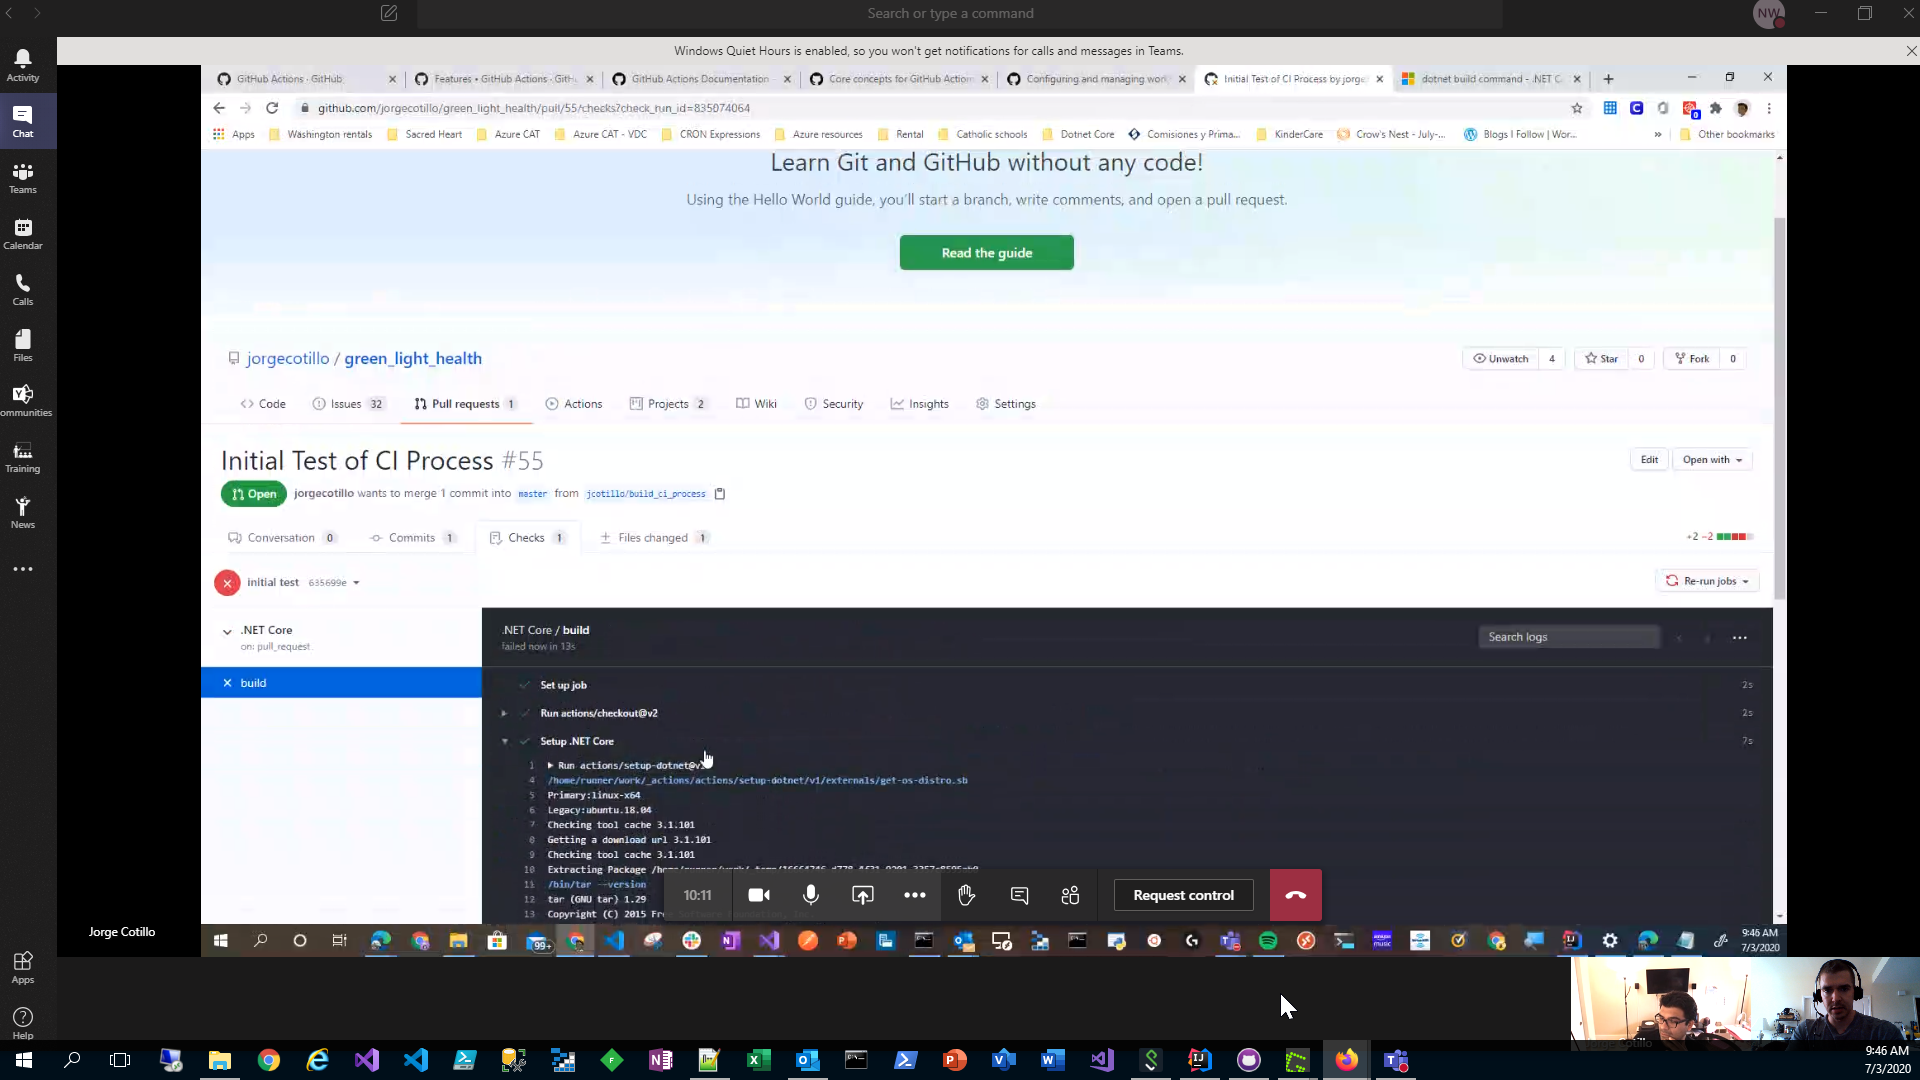 Search or type a command
NW
Activity
Chat
Teams
Calendar
Calls
Files
ommunities
Training
News
Apps
Help
Windows Quiet Hours is enabled, so you won't get notifications for calls and messages in Teams.
GitHub Actions · GitHub
Features • GitHub Actions · GitHu
GitHub Actions Documentation
Core concepts for GitHub Action
Configuring and managing work
Initial Test of CI Process by jorge
dotnet build command - .NET C
github.com/jorgecotillo/green_light_health/pull/55/checks?check_run_id=835074064
Apps
Washington rentals
Sacred Heart
Azure CAT
Azure CAT - VDC
CRON Expressions
Azure resources
Rental
Catholic schools
Dotnet Core
Comisiones y Prima...
KinderCare
Crow's Nest - July-...
Blogs I Follow | Wor...
»
Other bookmarks
Learn Git and GitHub without any code!
Using the Hello World guide, you'll start a branch, write comments, and open a pull request.
Read the guide
jorgecotillo / green_light_health
Unwatch 4
Star 0
Fork 0
Code
Issues 32
Pull requests 1
Actions
Projects 2
Wiki
Security
Insights
Settings
Initial Test of CI Process #55
Edit
Open with
Open
jorgecotillo wants to merge 1 commit into master from jcotillo/build_ci_process
Conversation 0
Commits 1
Checks 1
Files changed 1
+2 −2
initial test 635699e
Re-run jobs
.NET Core
on: pull_request
build
.NET Core / build
failed now in 13s
Search logs
Set up job 2s
Run actions/checkout@v2 2s
Setup .NET Core 7s
1 Run actions/setup-dotnet@v1
4 /home/runner/work/_actions/actions/setup-dotnet/v1/externals/get-os-distro.sh
5 Primary:linux-x64
6 Legacy:ubuntu.18.04
7 Checking tool cache 3.1.101
8 Getting a download url 3.1.101
9 Checking tool cache 3.1.101
10 Extracting Package
11 /bin/tar --version
12 tar (GNU tar) 1.29
13 Copyright (C) 2015
10:11
Request control
Jorge Cotillo
99+
9:46 AM
7/3/2020
9:46 AM
7/3/2020